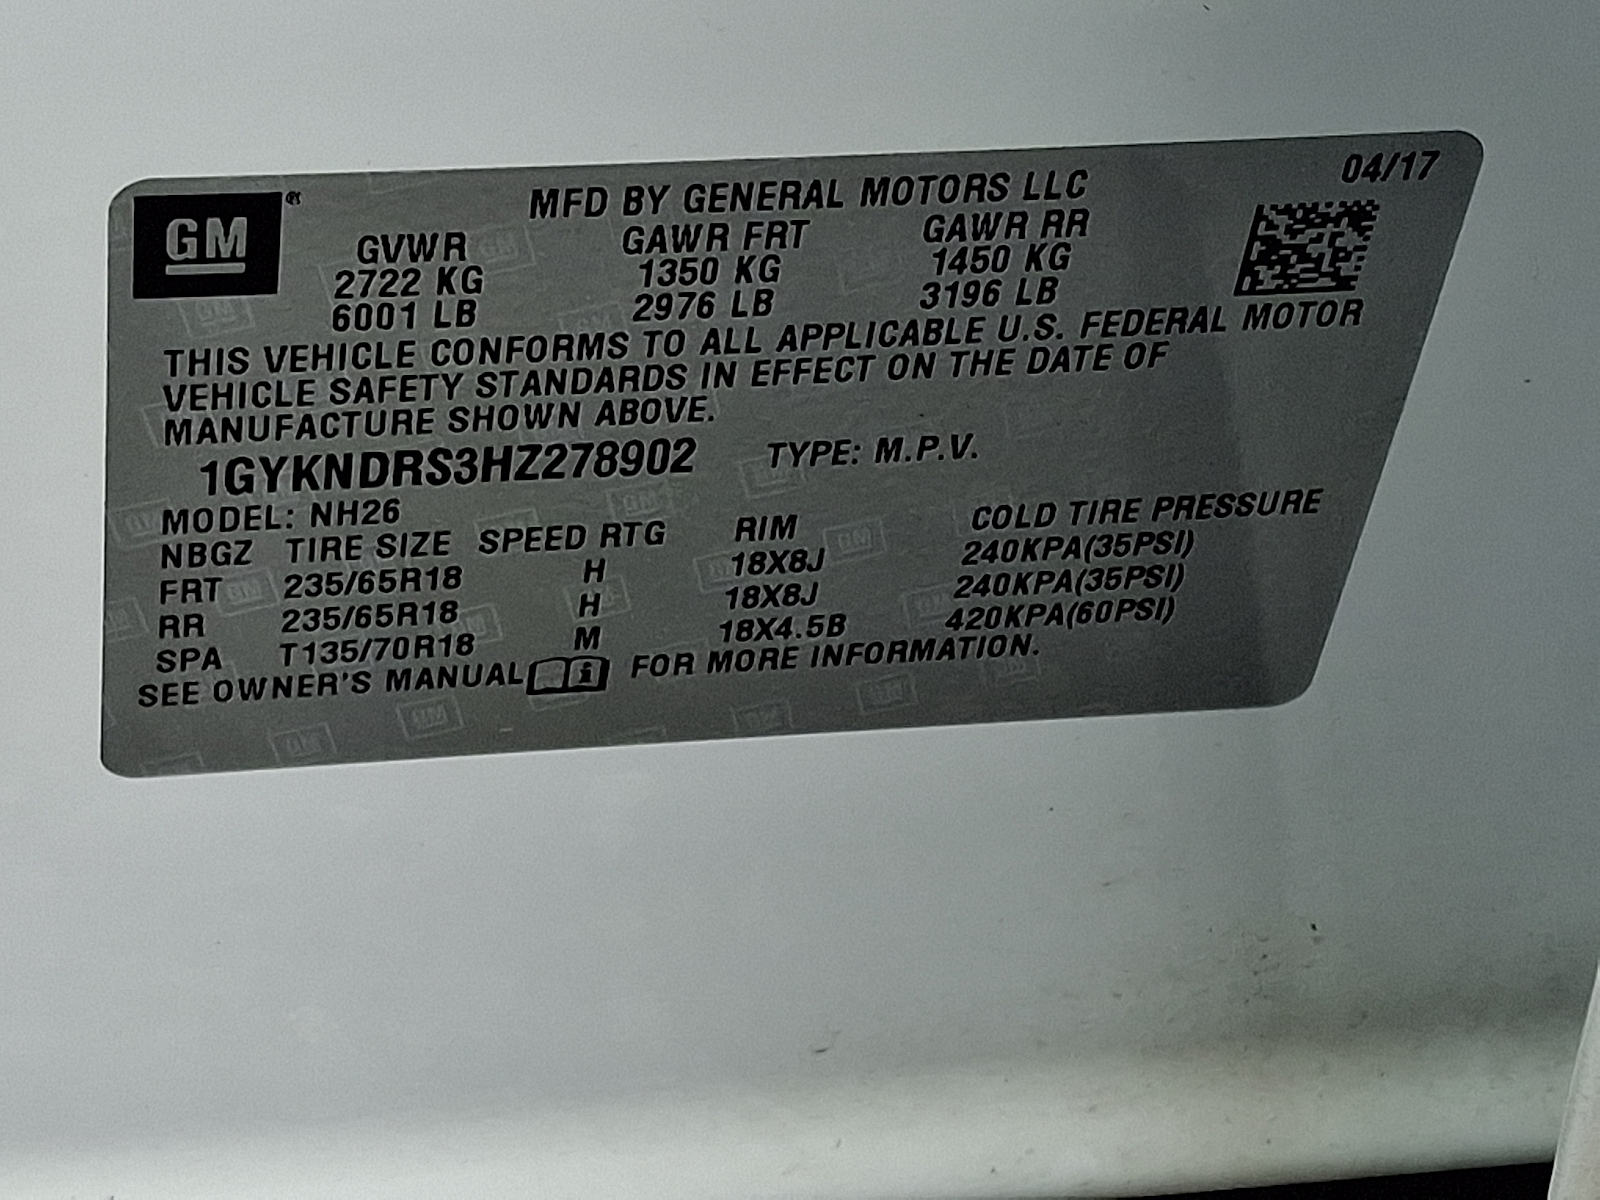 GM®
MFD BY GENERAL MOTORS LLC
04/17
GVWR GAWR FRT GAWR RR
2722 KG 1350 KG 1450 KG
6001 LB 2976 LB 3196 LB
THIS VEHICLE CONFORMS TO ALL APPLICABLE U.S. FEDERAL MOTOR
VEHICLE SAFETY STANDARDS IN EFFECT ON THE DATE OF
MANUFACTURE SHOWN ABOVE.
1GYKNDRS3HZ278902 TYPE: M.P.V.
MODEL: NH26
NBGZ TIRE SIZE SPEED RTG RIM COLD TIRE PRESSURE
FRT 235/65R18 H 18X8J 240KPA(35PSI)
RR 235/65R18 H 18X8J 240KPA(35PSI)
SPA T135/70R18 M 18X4.5B 420KPA(60PSI)
SEE OWNER'S MANUAL FOR MORE INFORMATION.